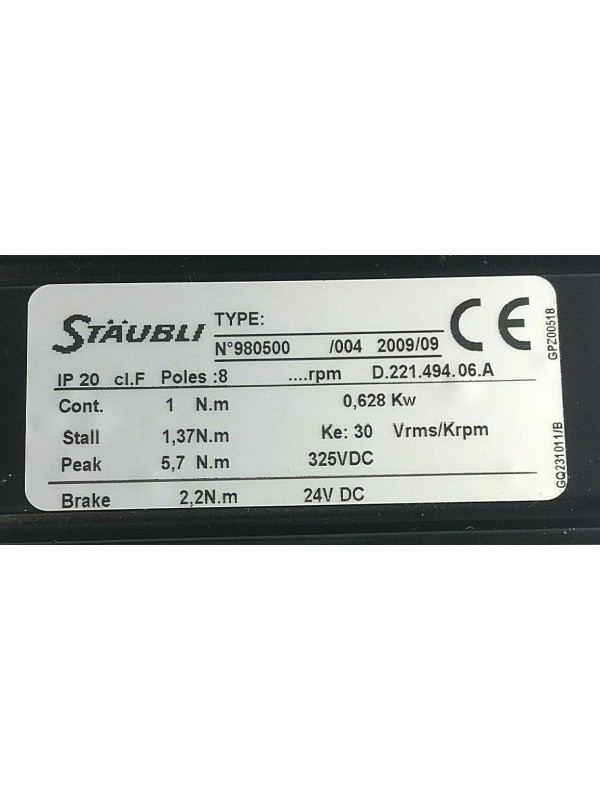 STÄUBLI
TYPE:
N°980500 /004 2009/09
CE
IP 20 cl.F Poles :8 ....rpm D.221.494.06.A
Cont. 1 N.m 0,628 Kw
Stall 1,37N.m Ke: 30 Vrms/Krpm
Peak 5,7 N.m 325VDC
Brake 2,2N.m 24V DC
GPZ00518
GQ231011/B